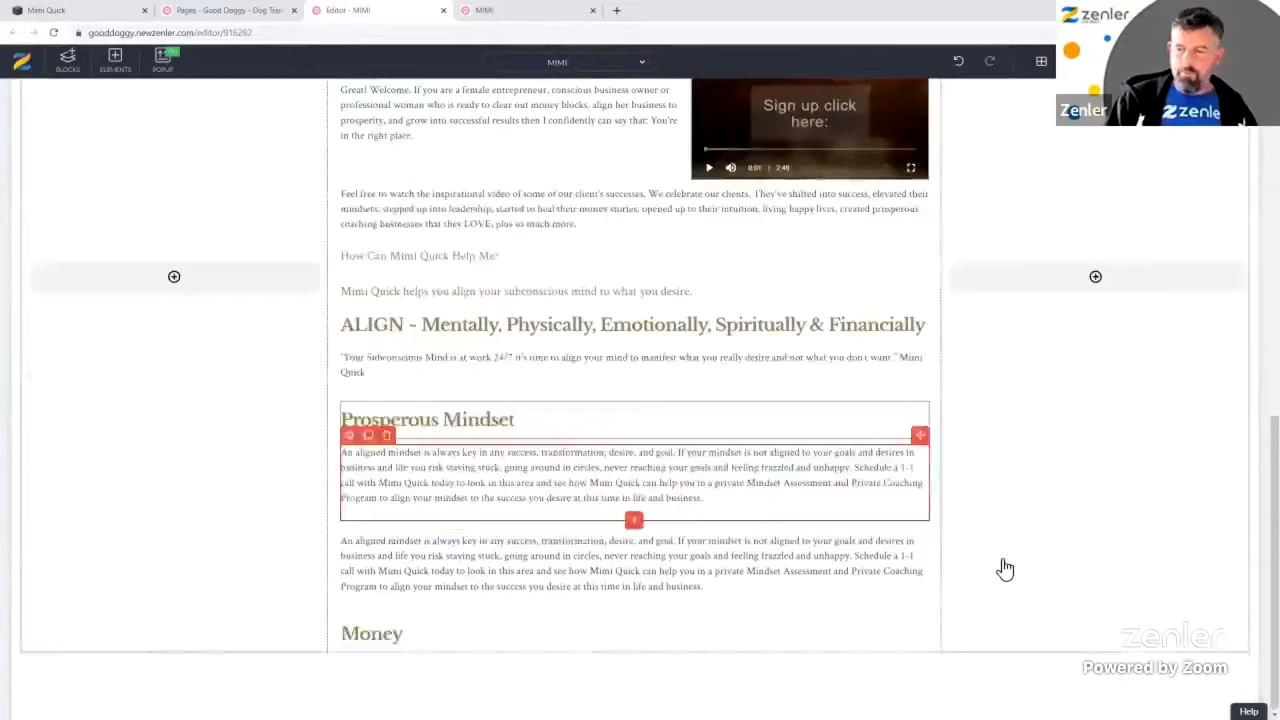 Mimi Quick
Pages - Good Doggy - Dog Trai
Editor - MIMI
MIMI
gooddoggy.newzenler.com/editor/916282
BLOCKS
ELEMENTS
POPUP
MIMI
zenler
zenle
Zenler
Great! Welcome. If you are a female entrepreneur, conscious business owner or
professional woman who is ready to clear out money blocks, align her business to
prosperity, and grow into successful results then I confidently can say that: You're
in the right place.
Sign up click
here:
0:01 / 2:48
Feel free to watch the inspirational video of some of our client's successes. We celebrate our clients. They've shifted into success, elevated their
mindsets, stepped up into leadership, started to heal their money stories, opened up to their intuition, living happy lives, created prosperous
coaching businesses that they LOVE, plus so much more.
How Can Mimi Quick Help Me?
Mimi Quick helps you align your subconscious mind to what you desire.
ALIGN ~ Mentally, Physically, Emotionally, Spiritually & Financially
"Your Subconscious Mind is at work 24/7 it's time to align your mind to manifest what you really desire and not what you don't want." Mimi
Quick
Prosperous Mindset
An aligned mindset is always key in any success, transformation, desire, and goal. If your mindset is not aligned to your goals and desires in
business and life you risk staying stuck, going around in circles, never reaching your goals and feeling frazzled and unhappy. Schedule a 1-1
call with Mimi Quick today to look in this area and see how Mimi Quick can help you in a private Mindset Assessment and Private Coaching
Program to align your mindset to the success you desire at this time in life and business.
An aligned mindset is always key in any success, transformation, desire, and goal. If your mindset is not aligned to your goals and desires in
business and life you risk staying stuck, going around in circles, never reaching your goals and feeling frazzled and unhappy. Schedule a 1-1
call with Mimi Quick today to look in this area and see how Mimi Quick can help you in a private Mindset Assessment and Private Coaching
Program to align your mindset to the success you desire at this time in life and business.
Money
zenler
Powered by Zoom
Help